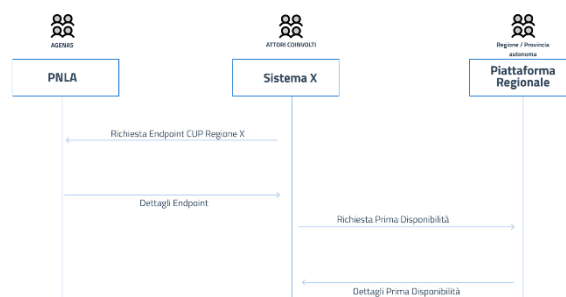 AGENAS
ATTORI COINVOLTI
Regione / Provincia
autonoma
PNLA
Sistema X
Piattaforma
Regionale
Richiesta Endpoint CUP Regione X
Dettagli Endpoint
Richiesta Prima Disponibilità
Dettagli Prima Disponibilità